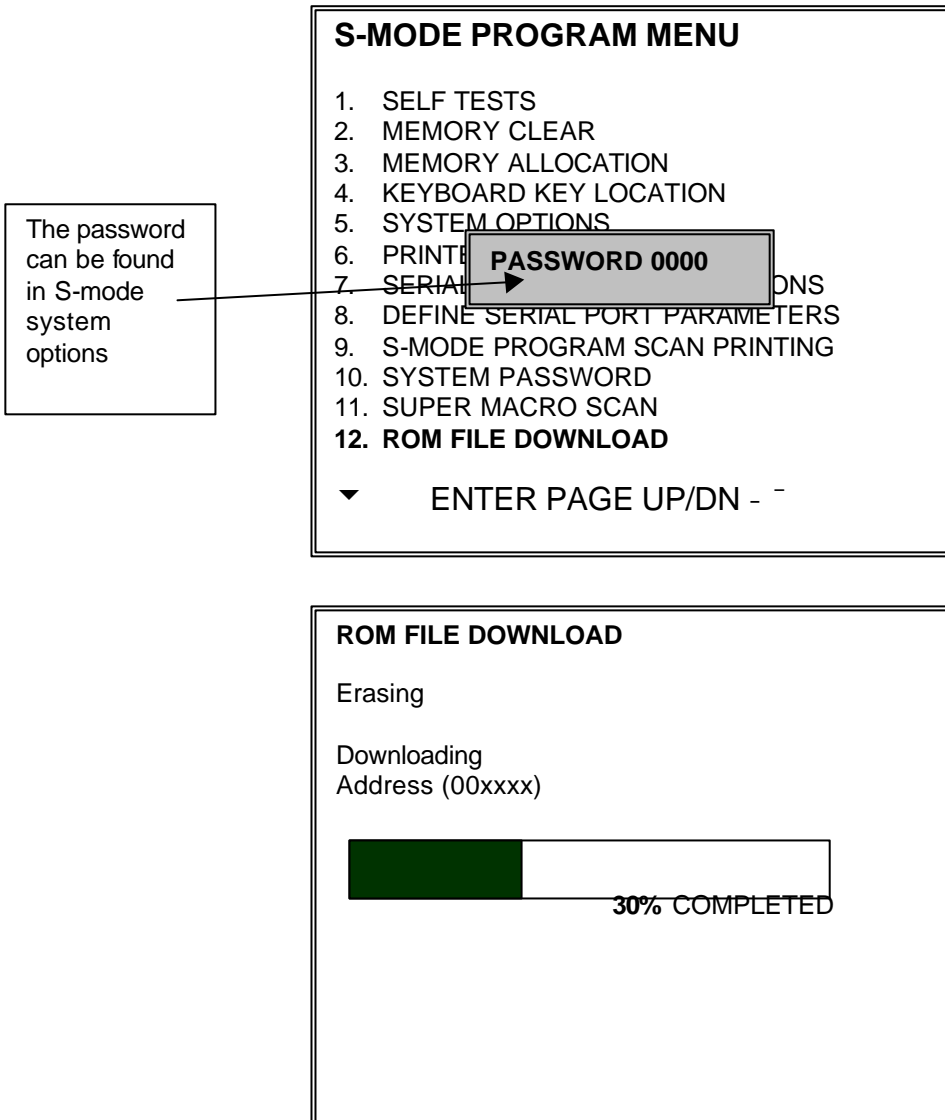 S-MODE PROGRAM MENU
1. SELF TESTS
2. MEMORY CLEAR
3. MEMORY ALLOCATION
4. KEYBOARD KEY LOCATION
5. SYSTEM OPTIONS
6. PRINTE
7. SERIAL ONS
8. DEFINE SERIAL PORT PARAMETERS
9. S-MODE PROGRAM SCAN PRINTING
10. SYSTEM PASSWORD
11. SUPER MACRO SCAN
12. ROM FILE DOWNLOAD
ENTER PAGE UP/DN - ¯
PASSWORD 0000
The password
can be found
in S-mode
system
options
ROM FILE DOWNLOAD
Erasing
Downloading
Address (00xxxx)
30% COMPLETED